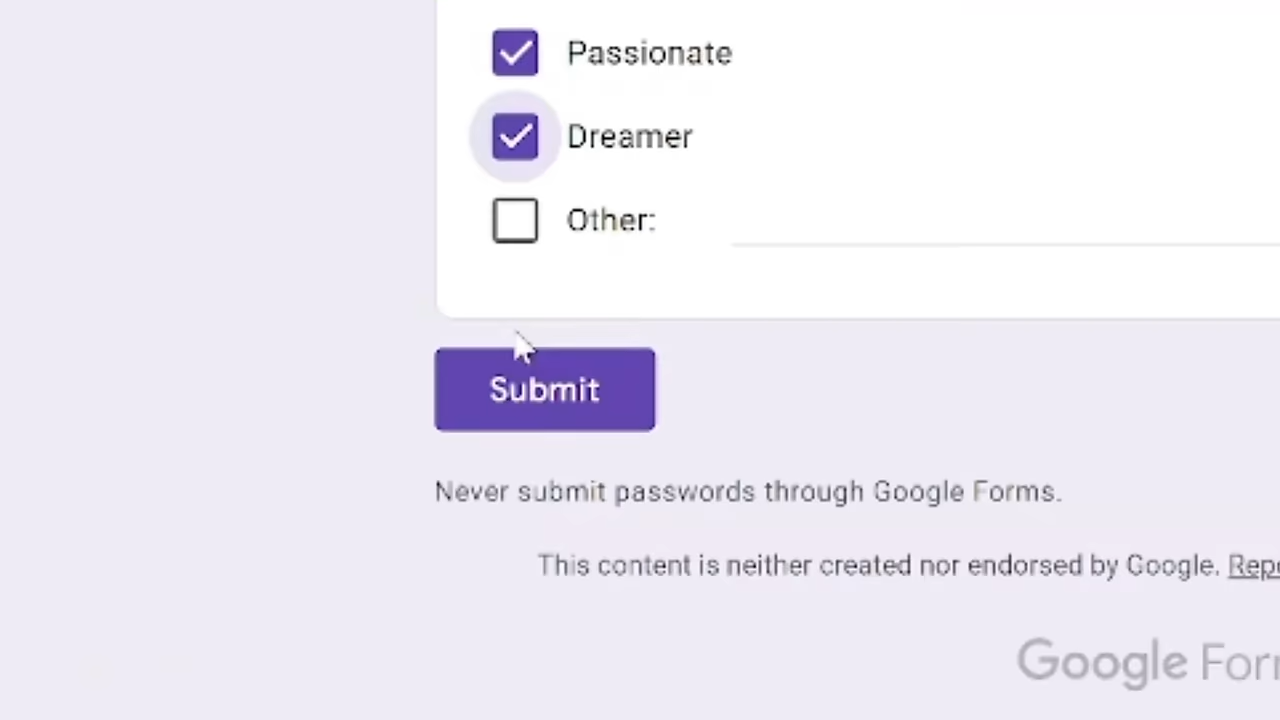 Passionate
Dreamer
Other:
Submit
Never submit passwords through Google Forms.
This content is neither created nor endorsed by Google.
Google